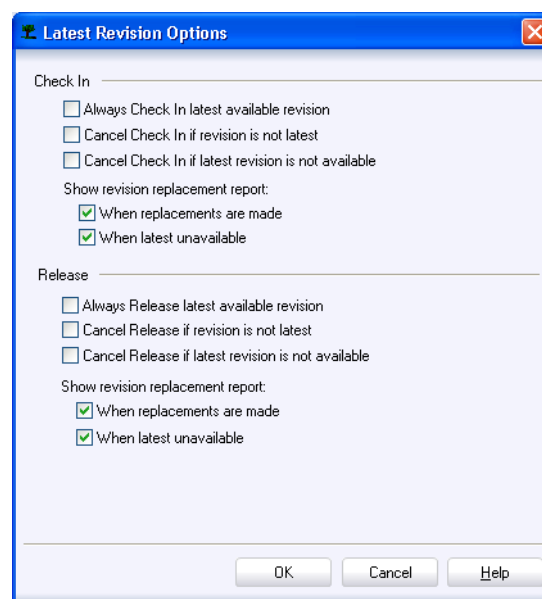 Latest Revision Options
Check In
Always Check In latest available revision
Cancel Check In if revision is not latest
Cancel Check In if latest revision is not available
Show revision replacement report:
When replacements are made
When latest unavailable
Release
Always Release latest available revision
Cancel Release if revision is not latest
Cancel Release if latest revision is not available
Show revision replacement report:
When replacements are made
When latest unavailable
OK Cancel Help